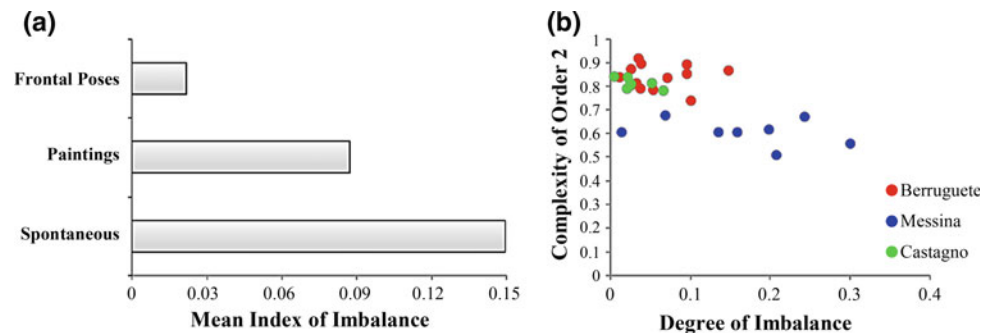 (a)
Frontal Poses
Paintings
Spontaneous
0
0.03
0.06
0.09
0.12
0.15
Mean Index of Imbalance
(b)
Complexity of Order 2
1
0.9
0.8
0.7
0.6
0.5
0.4
0.3
0.2
0.1
0
0
0.1
0.2
0.3
0.4
Degree of Imbalance
Berruguete
Messina
Castagno